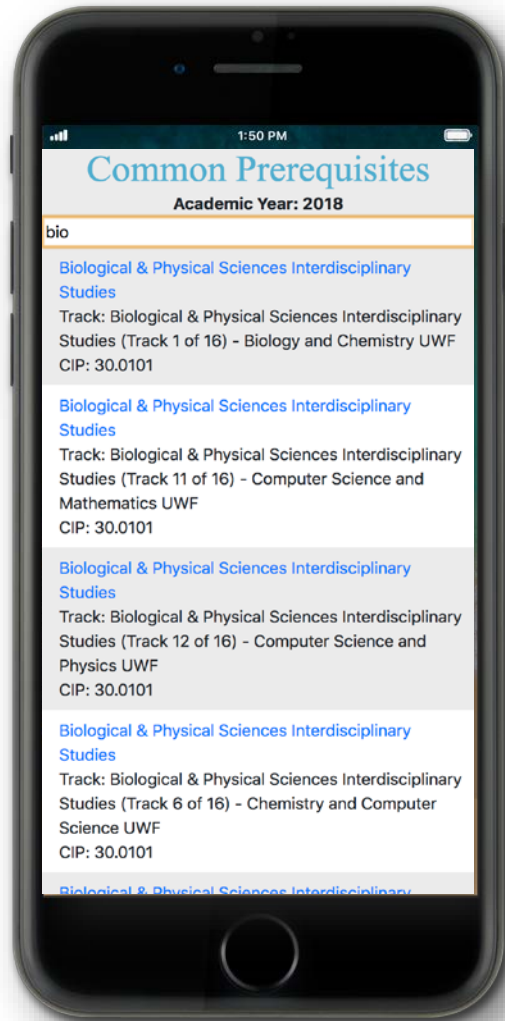 1:50 PM
Common Prerequisites
Academic Year: 2018
bio
Biological & Physical Sciences Interdisciplinary
Studies
Track: Biological & Physical Sciences Interdisciplinary
Studies (Track 1 of 16) - Biology and Chemistry UWF
CIP: 30.0101
Biological & Physical Sciences Interdisciplinary
Studies
Track: Biological & Physical Sciences Interdisciplinary
Studies (Track 11 of 16) - Computer Science and
Mathematics UWF
CIP: 30.0101
Biological & Physical Sciences Interdisciplinary
Studies
Track: Biological & Physical Sciences Interdisciplinary
Studies (Track 12 of 16) - Computer Science and
Physics UWF
CIP: 30.0101
Biological & Physical Sciences Interdisciplinary
Studies
Track: Biological & Physical Sciences Interdisciplinary
Studies (Track 6 of 16) - Chemistry and Computer
Science UWF
CIP: 30.0101
Biological & Physical Sciences Interdisciplinary